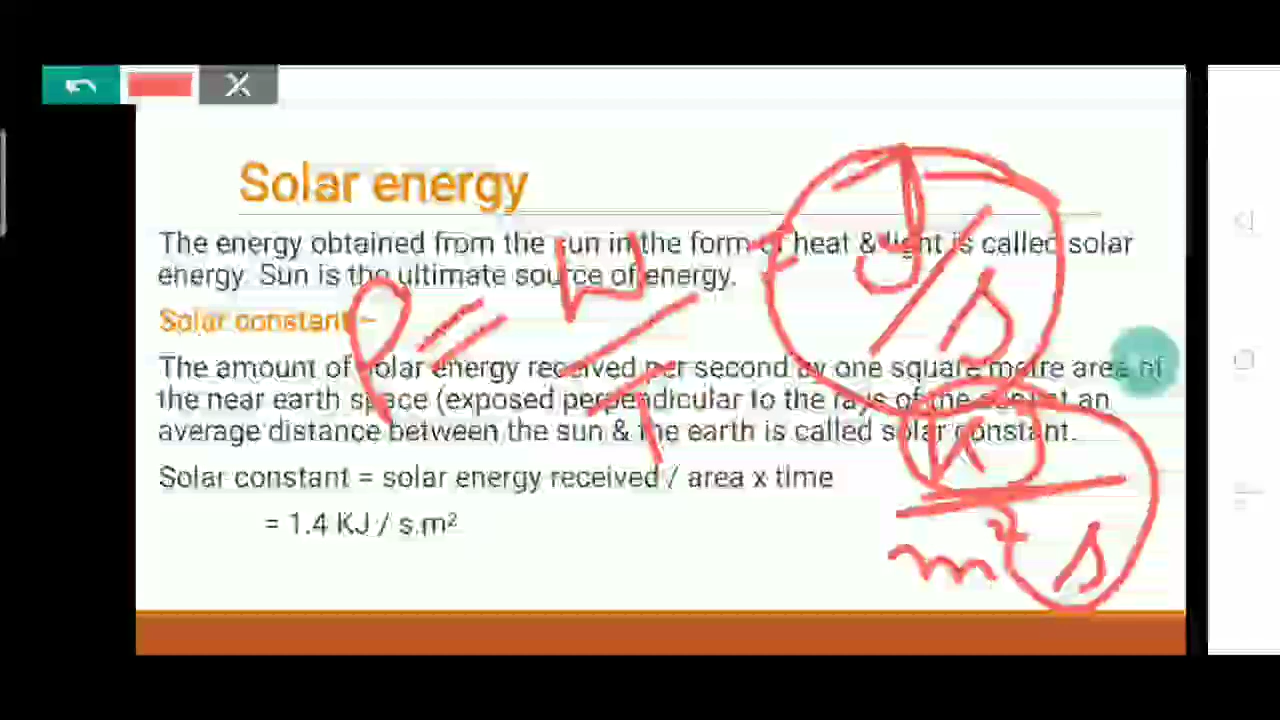 Solar energy
The energy obtained from the sun in the form of heat & light is called solar
energy. Sun is the ultimate source of energy.
Solar constant –
The amount of solar energy received per second by one square metre area of
the near earth space (exposed perpendicular to the rays of the sun) at an
average distance between the sun & the earth is called solar constant.
Solar constant = solar energy received / area x time
= 1.4 KJ / s.m²
P = W / T
J / s
K
m² s